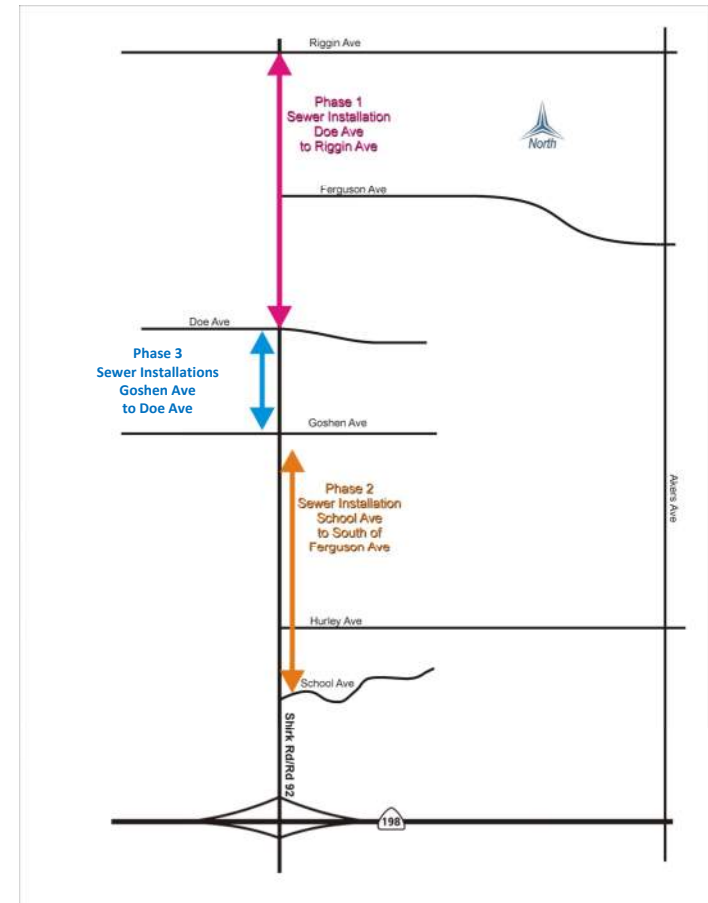 Riggin Ave
Phase 1
Sewer Installation
Doe Ave
to Riggin Ave
North
Ferguson Ave
Doe Ave
Phase 3
Sewer Installations
Goshen Ave
to Doe Ave
Goshen Ave
Phase 2
Sewer Installation
School Ave
to South of
Ferguson Ave
Akers Ave
Hurley Ave
School Ave
Shirk Rd/Rd 92
198